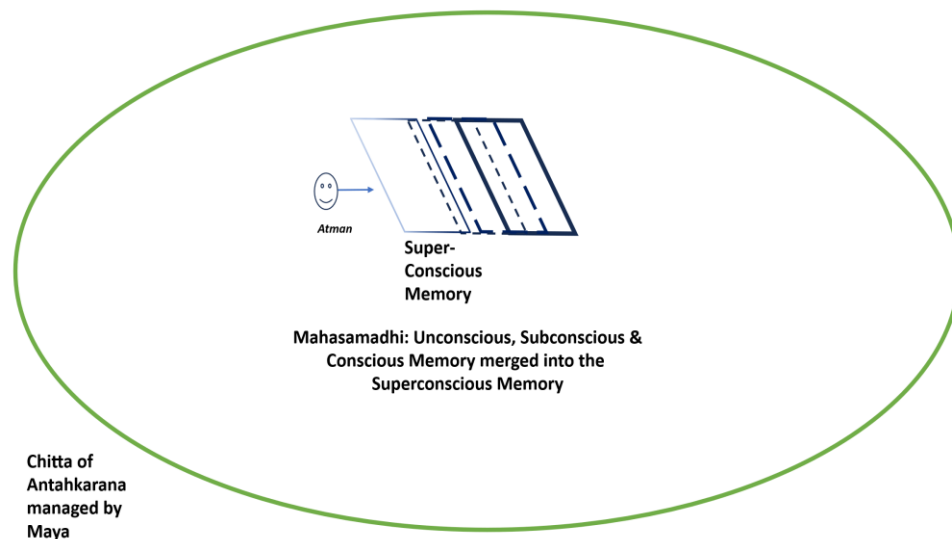 Atman
Super-
Conscious
Memory
Mahasamadhi: Unconscious, Subconscious &
Conscious Memory merged into the
Superconscious Memory
Chitta of
Antahkarana
managed by
Maya